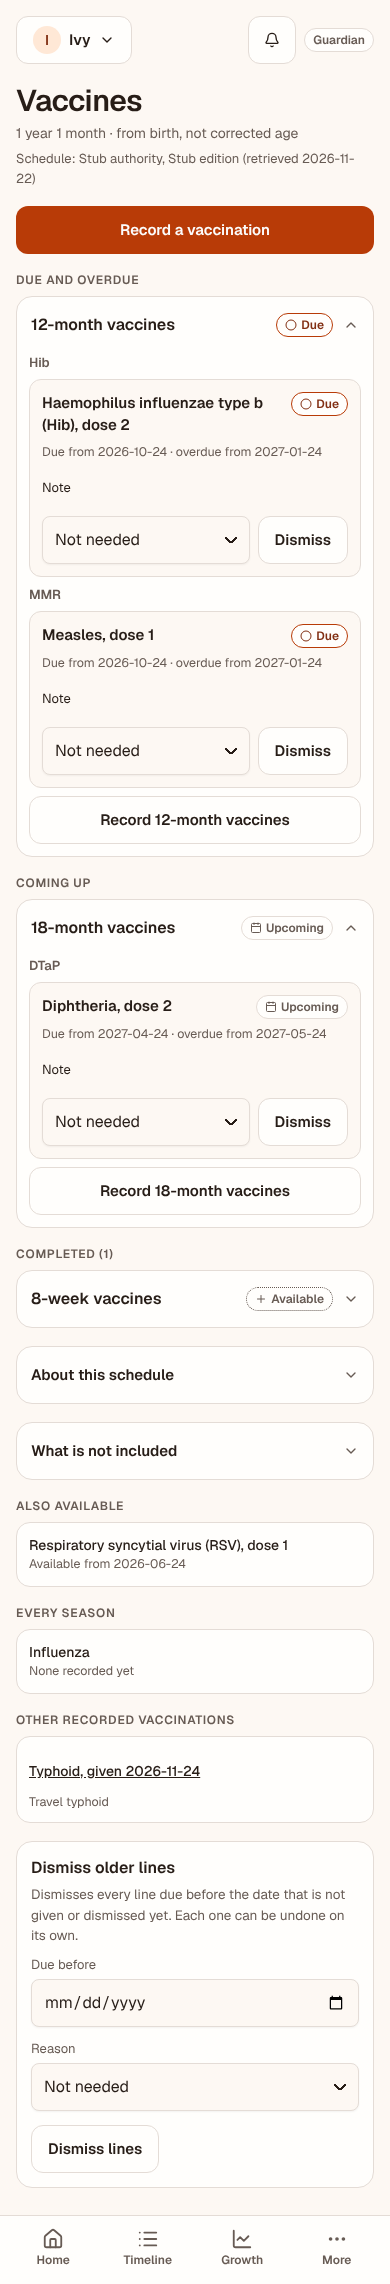 I Ivy
Guardian
Vaccines
1 year 1 month · from birth, not corrected age
Schedule: Stub authority, Stub edition (retrieved 2026-11-
22)
Record a vaccination
DUE AND OVERDUE
12-month vaccines Due
Hib
Haemophilus influenzae type b Due
(Hib), dose 2
Due from 2026-10-24 · overdue from 2027-01-24
Note
Not needed Dismiss
MMR
Measles, dose 1 Due
Due from 2026-10-24 · overdue from 2027-01-24
Note
Not needed Dismiss
Record 12-month vaccines
COMING UP
18-month vaccines Upcoming
DTaP
Diphtheria, dose 2 Upcoming
Due from 2027-04-24 · overdue from 2027-05-24
Note
Not needed Dismiss
Record 18-month vaccines
COMPLETED (1)
8-week vaccines Available
About this schedule
What is not included
ALSO AVAILABLE
Respiratory syncytial virus (RSV), dose 1
Available from 2026-06-24
EVERY SEASON
Influenza
None recorded yet
OTHER RECORDED VACCINATIONS
Typhoid, given 2026-11-24
Travel typhoid
Dismiss older lines
Dismisses every line due before the date that is not
given or dismissed yet. Each one can be undone on
its own.
Due before
mm/dd/yyyy
Reason
Not needed
Dismiss lines
Home Timeline Growth More